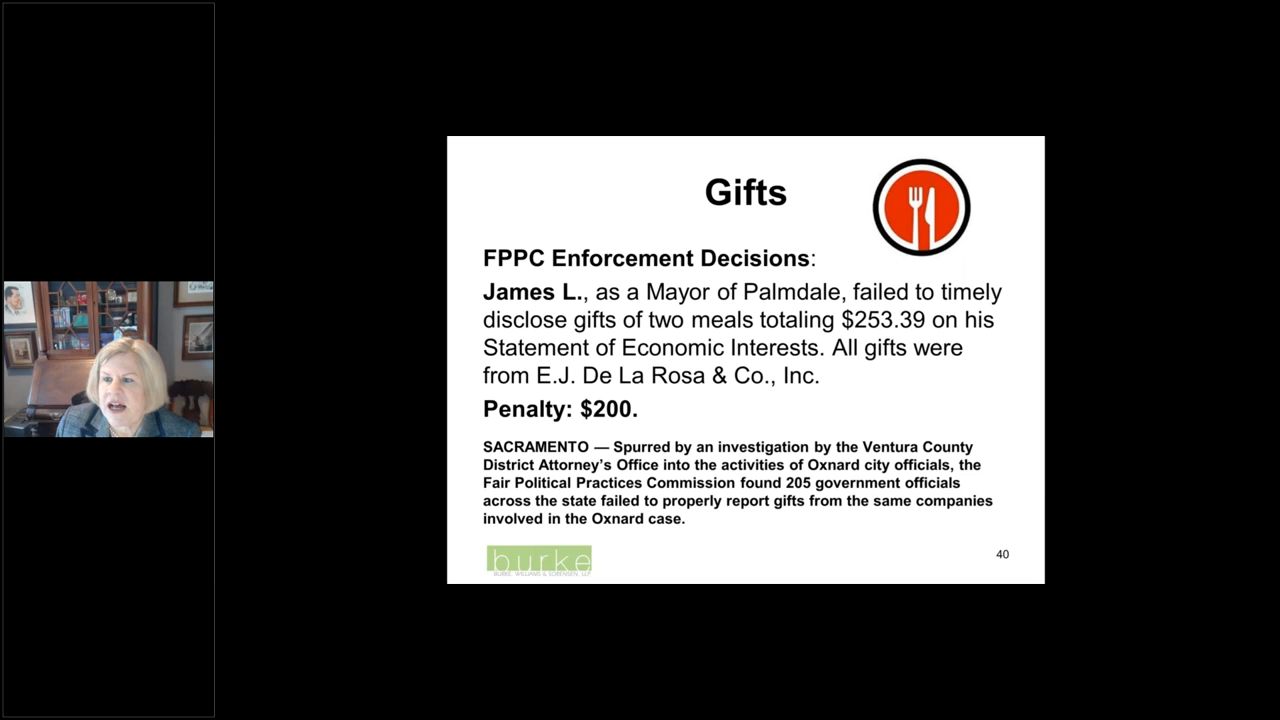 Gifts
FPPC Enforcement Decisions:
James L., as a Mayor of Palmdale, failed to timely
disclose gifts of two meals totaling $253.39 on his
Statement of Economic Interests. All gifts were
from E.J. De La Rosa & Co., Inc.
Penalty: $200.
SACRAMENTO — Spurred by an investigation by the Ventura County
District Attorney’s Office into the activities of Oxnard city officials, the
Fair Political Practices Commission found 205 government officials
across the state failed to properly report gifts from the same companies
involved in the Oxnard case.
burke
BURKE, WILLIAMS & SORENSEN, LLP
40